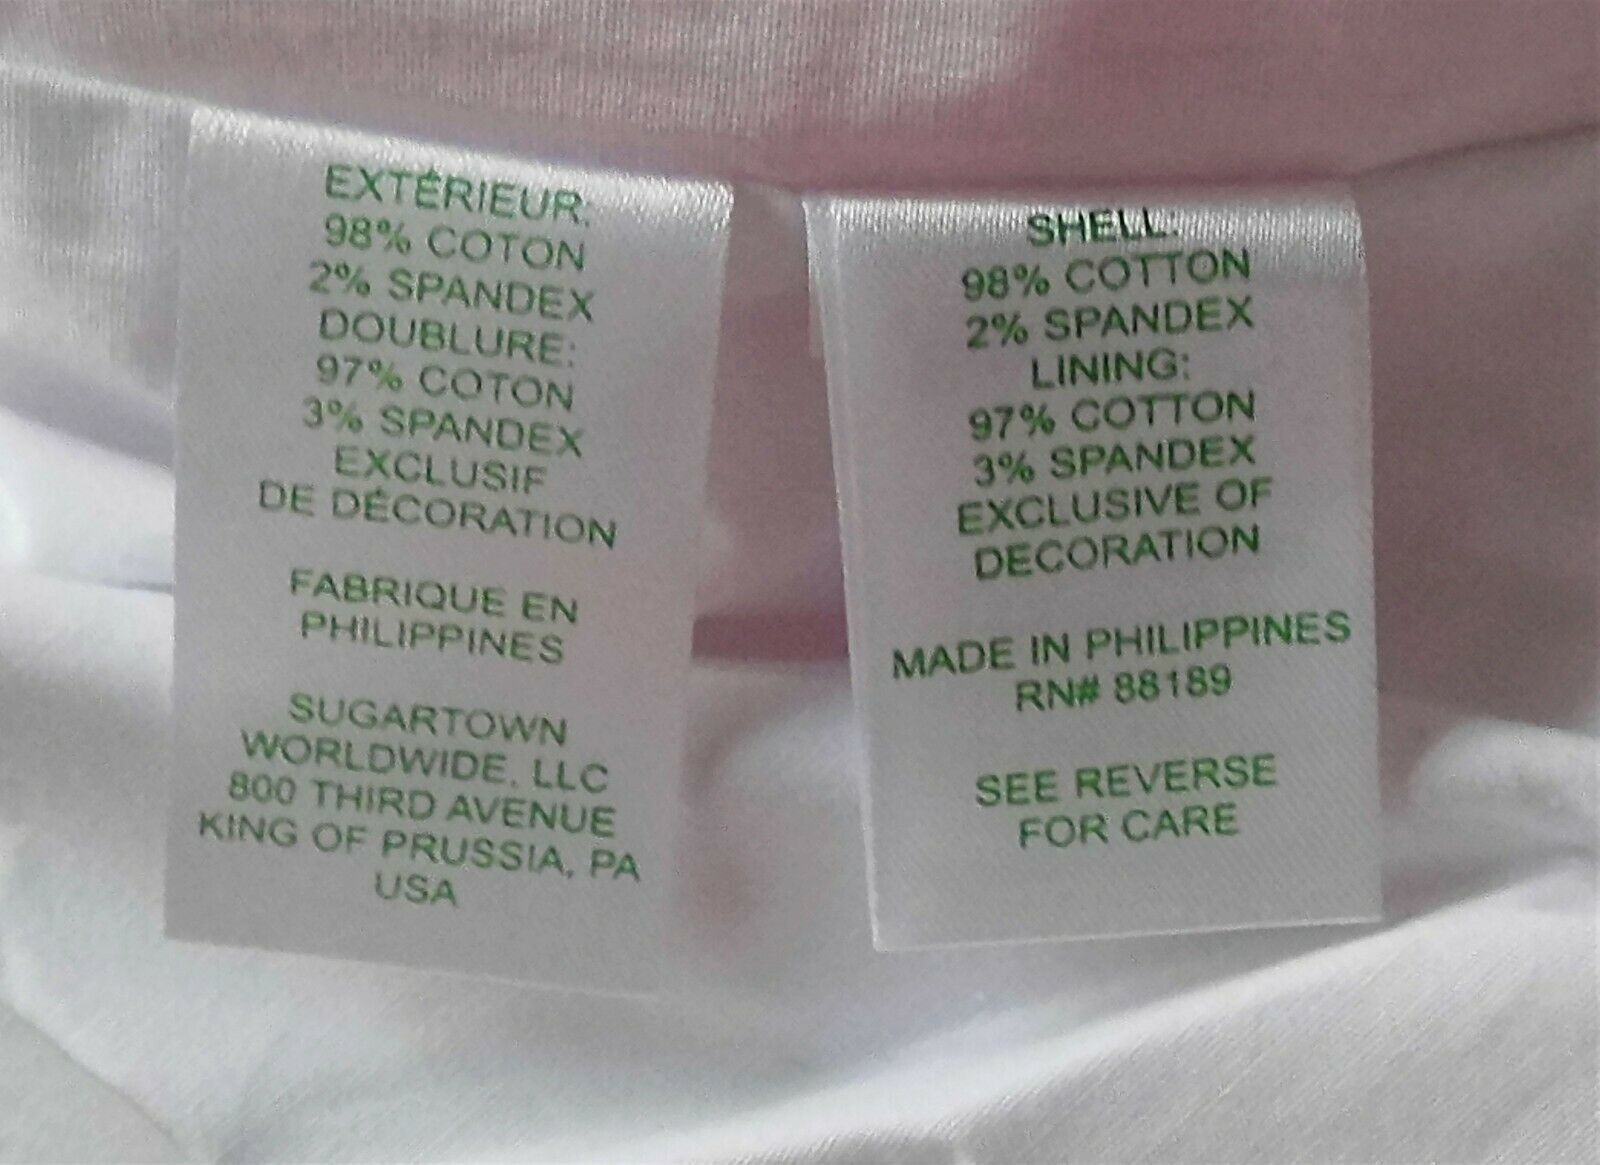 EXTÉRIEUR:
98% COTON
2% SPANDEX
DOUBLURE:
97% COTON
3% SPANDEX
EXCLUSIF
DE DÉCORATION
FABRIQUE EN
PHILIPPINES
SUGARTOWN
WORLDWIDE, LLC
800 THIRD AVENUE
KING OF PRUSSIA, PA
USA
SHELL:
98% COTTON
2% SPANDEX
LINING:
97% COTTON
3% SPANDEX
EXCLUSIVE OF
DECORATION
MADE IN PHILIPPINES
RN# 88189
SEE REVERSE
FOR CARE